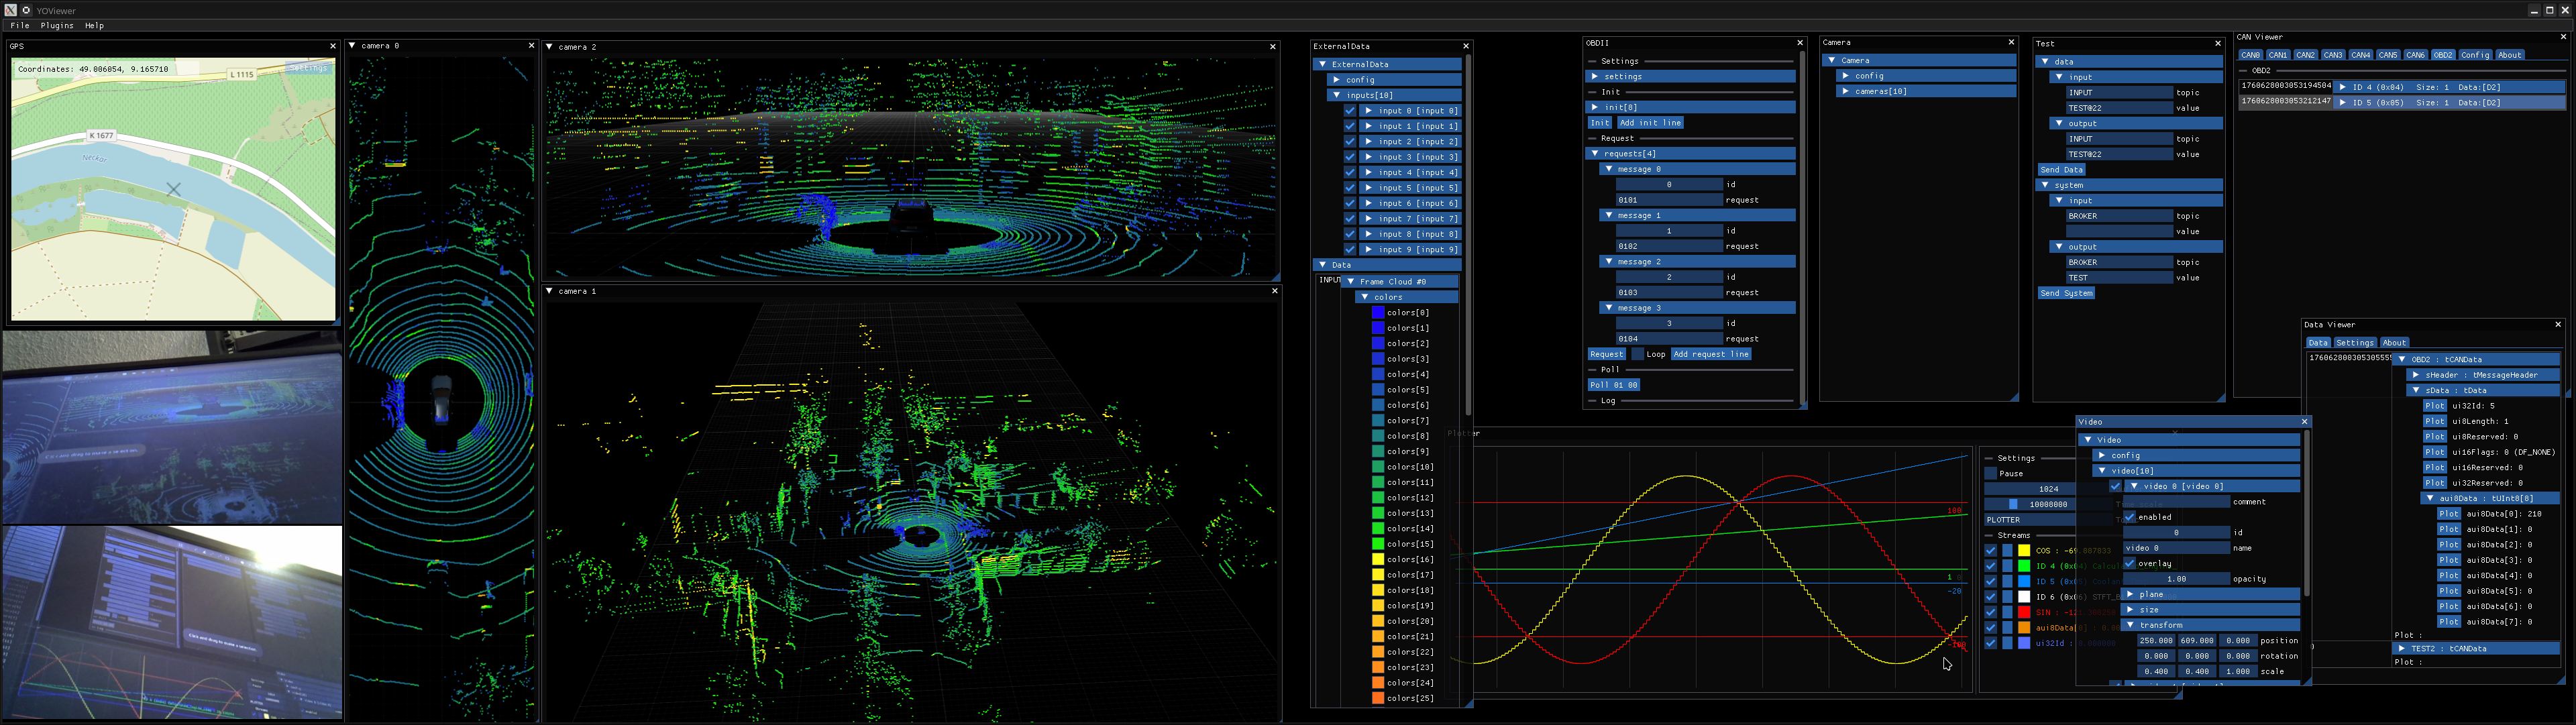 YOViewer
File Plugins Help
GPS
Coordinates: 49.086054, 9.165710
Settings
L 1115
K 1677
Neckar
camera 0
camera 2
camera 1
ExternalData
ExternalData
config
inputs[10]
input 0 [input 0]
input 1 [input 1]
input 2 [input 2]
input 3 [input 3]
input 4 [input 4]
input 5 [input 5]
input 6 [input 6]
input 7 [input 7]
input 8 [input 8]
input 9 [input 9]
Data
INPUT
Frame Cloud #0
colors
colors[0]
colors[1]
colors[2]
colors[3]
colors[4]
colors[5]
colors[6]
colors[7]
colors[8]
colors[9]
colors[10]
colors[11]
colors[12]
colors[13]
colors[14]
colors[15]
colors[16]
colors[17]
colors[18]
colors[19]
colors[20]
colors[21]
colors[22]
colors[23]
colors[24]
colors[25]
OBDII
Settings
settings
Init
init[8]
Init Add init line
Request
requests[4]
message 0
0 id
0101 request
message 1
1 id
0102 request
message 2
2 id
0103 request
message 3
3 id
0104 request
Request Loop Add request line
Poll
Poll 01 00
Log
Camera
Camera
config
cameras[10]
Test
data
input
INPUT topic
TEST@22 value
output
INPUT topic
TEST@22 value
Send Data
system
input
BROKER topic
value
output
BROKER topic
TEST value
Send System
CAN Viewer
CAN0 CAN1 CAN2 CAN3 CAN4 CAN5 CAN6 OBD2 Config About
OBD2
1760628003053194504 ID 4 (0x04) Size: 1 Data:[D2]
1760628003053212147 ID 5 (0x05) Size: 1 Data:[D2]
Plotter
100
1
-20
-100
Settings
Pause
1024
10000000
PLOTTER
Streams
COS :
ID 4
ID 5
ID 6
SIN :
aui8Data
ui32Id :
Video
Video
config
video[10]
video 0 [video 0]
comment
enabled
0 id
video 0 name
overlay
1.00 opacity
plane
size
transform
250.000 609.000 0.000 position
0.000 0.000 0.000 rotation
0.400 0.400 1.000 scale
Data Viewer
Data Settings About
OBD2 : tCANData
sHeader : tMessageHeader
sData : tData
Plot ui32Id: 5
Plot ui8Length: 1
Plot ui8Reserved: 0
Plot ui16Flags: 0 (DF_NONE)
Plot ui16Reserved: 0
Plot ui32Reserved: 0
aui8Data : tUInt8[8]
Plot aui8Data[0]: 210
Plot aui8Data[1]: 0
Plot aui8Data[2]: 0
Plot aui8Data[3]: 0
Plot aui8Data[4]: 0
Plot aui8Data[5]: 0
Plot aui8Data[6]: 0
Plot aui8Data[7]: 0
Plot :
TEST2 : tCANData
Plot :